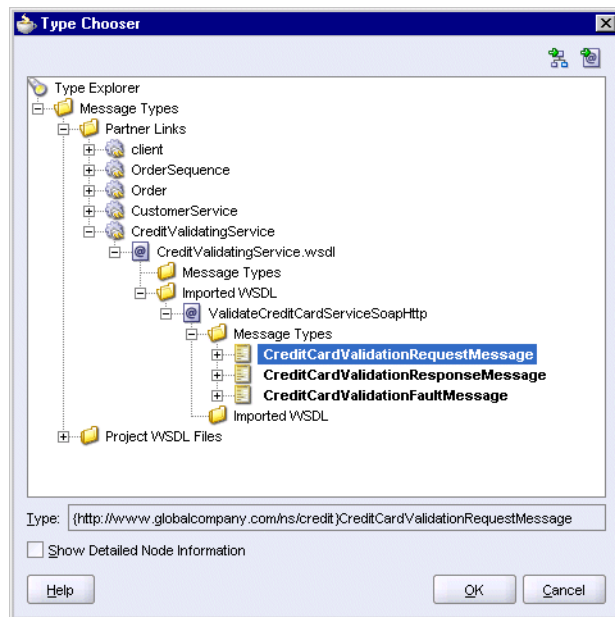 Type Chooser
Type Explorer
Message Types
Partner Links
client
OrderSequence
Order
CustomerService
CreditValidatingService
CreditValidatingService.wsdl
Message Types
Imported WSDL
ValidateCreditCardServiceSoapHttp
Message Types
CreditCardValidationRequestMessage
CreditCardValidationResponseMessage
CreditCardValidationFaultMessage
Imported WSDL
Project WSDL Files
Type: {http://www.globalcompany.com/ns/credit}CreditCardValidationRequestMessage
Show Detailed Node Information
Help OK Cancel